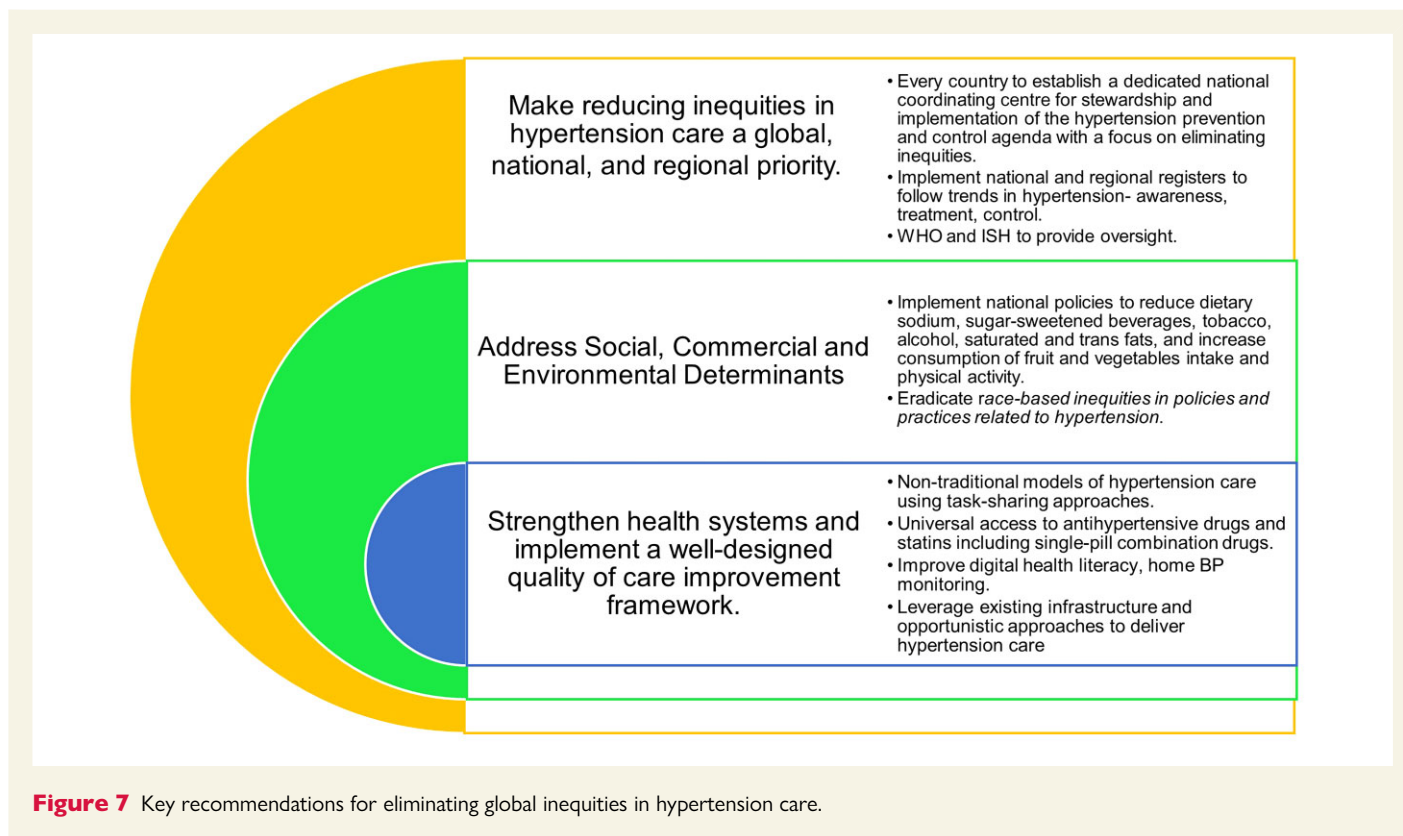 Make reducing inequities in
hypertension care a global,
national, and regional priority.
• Every country to establish a dedicated national
coordinating centre for stewardship and
implementation of the hypertension prevention
and control agenda with a focus on eliminating
inequities.
• Implement national and regional registers to
follow trends in hypertension- awareness,
treatment, control.
• WHO and ISH to provide oversight.
Address Social, Commercial and
Environmental Determinants
• Implement national policies to reduce dietary
sodium, sugar-sweetened beverages, tobacco,
alcohol, saturated and trans fats, and increase
consumption of fruit and vegetables intake and
physical activity.
• Eradicate race-based inequities in policies and
practices related to hypertension.
Strengthen health systems and
implement a well-designed
quality of care improvement
framework.
• Non-traditional models of hypertension care
using task-sharing approaches.
• Universal access to antihypertensive drugs and
statins including single-pill combination drugs.
• Improve digital health literacy, home BP
monitoring.
• Leverage existing infrastructure and
opportunistic approaches to deliver
hypertension care
Figure 7 Key recommendations for eliminating global inequities in hypertension care.